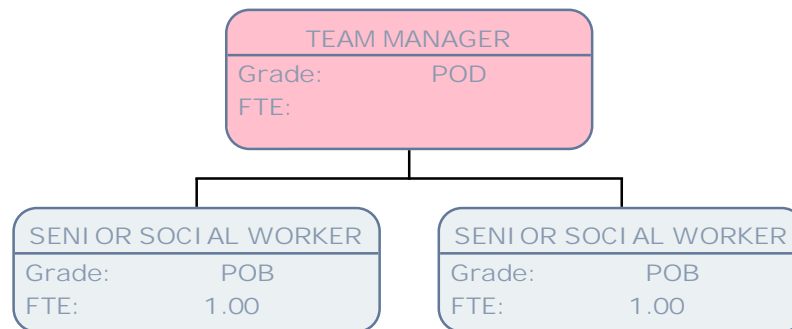 TEAM MANAGER
Grade: POD
FTE:
SENIOR SOCIAL WORKER
Grade: POB
FTE: 1.00
SENIOR SOCIAL WORKER
Grade: POB
FTE: 1.00